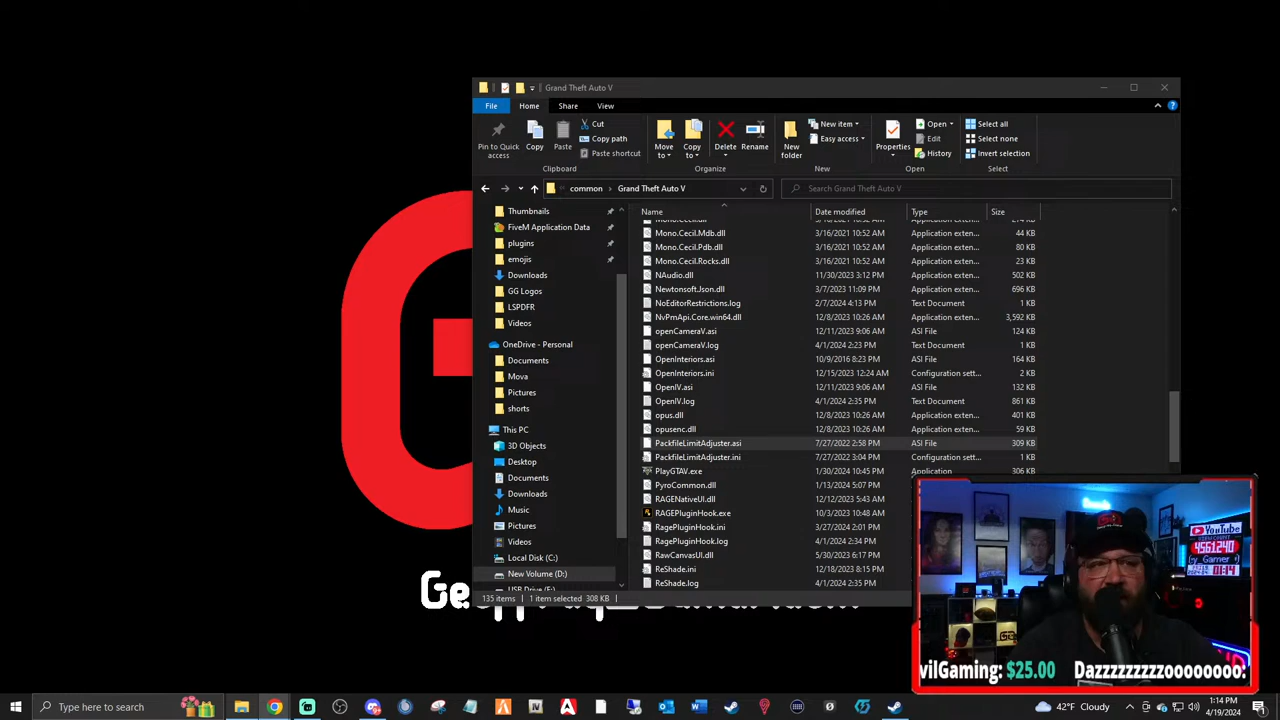 Grand Theft Auto V
File Home Share View
Pin to Quick access
Copy
Paste
Cut
Copy path
Paste shortcut
Move to
Copy to
Delete
Rename
New folder
New item
Easy access
Properties
Open
Edit
History
Select all
Select none
Invert selection
Clipboard Organize New Open Select
common › Grand Theft Auto V
Search Grand Theft Auto V
Thumbnails
FiveM Application Data
plugins
emojis
Downloads
GG Logos
LSPDFR
Videos
OneDrive - Personal
Documents
Mova
Pictures
shorts
This PC
3D Objects
Desktop
Documents
Downloads
Music
Pictures
Videos
Local Disk (C:)
New Volume (D:)
USB Drive (F:)
Name Date modified Type Size
Mono.Cecil.dll 3/16/2021 10:52 AM Application exten...
Mono.Cecil.Mdb.dll 3/16/2021 10:52 AM Application exten... 44 KB
Mono.Cecil.Pdb.dll 3/16/2021 10:52 AM Application exten... 80 KB
Mono.Cecil.Rocks.dll 3/16/2021 10:52 AM Application exten... 23 KB
NAudio.dll 11/30/2023 3:12 PM Application exten... 502 KB
Newtonsoft.Json.dll 3/7/2023 11:09 PM Application exten... 696 KB
NoEditorRestrictions.log 2/7/2024 4:13 PM Text Document 1 KB
NvPmApi.Core.win64.dll 12/8/2023 10:26 AM Application exten... 3,592 KB
openCameraV.asi 12/11/2023 9:06 AM ASI File 124 KB
openCameraV.log 4/1/2024 2:23 PM Text Document 1 KB
OpenInteriors.asi 10/9/2016 8:23 PM ASI File 164 KB
OpenInteriors.ini 12/15/2023 12:24 AM Configuration sett... 2 KB
OpenIV.asi 12/11/2023 9:06 AM ASI File 132 KB
OpenIV.log 4/1/2024 2:35 PM Text Document 861 KB
opus.dll 12/8/2023 10:26 AM Application exten... 401 KB
opusenc.dll 12/8/2023 10:26 AM Application exten... 59 KB
PackfileLimitAdjuster.asi 7/27/2022 2:58 PM ASI File 309 KB
PackfileLimitAdjuster.ini 7/27/2022 3:04 PM Configuration sett... 1 KB
PlayGTAV.exe 1/30/2024 10:45 PM Application 306 KB
PyroCommon.dll 1/13/2024 5:07 PM
RAGENativeUI.dll 12/12/2023 5:43 AM
RAGEPluginHook.exe 10/3/2023 10:48 AM
RagePluginHook.ini 3/27/2024 2:01 PM
RagePluginHook.log 4/1/2024 2:34 PM
RawCanvasUI.dll 5/30/2023 6:17 PM
ReShade.ini 12/18/2023 8:15 PM
ReShade.log 4/1/2024 2:35 PM
135 items 1 item selected 308 KB
YouTube
4561240
01:14
vilGaming: $25.00 Dazzzzzzzzzoooooooo:
Type here to search
42°F Cloudy
1:14 PM
4/19/2024